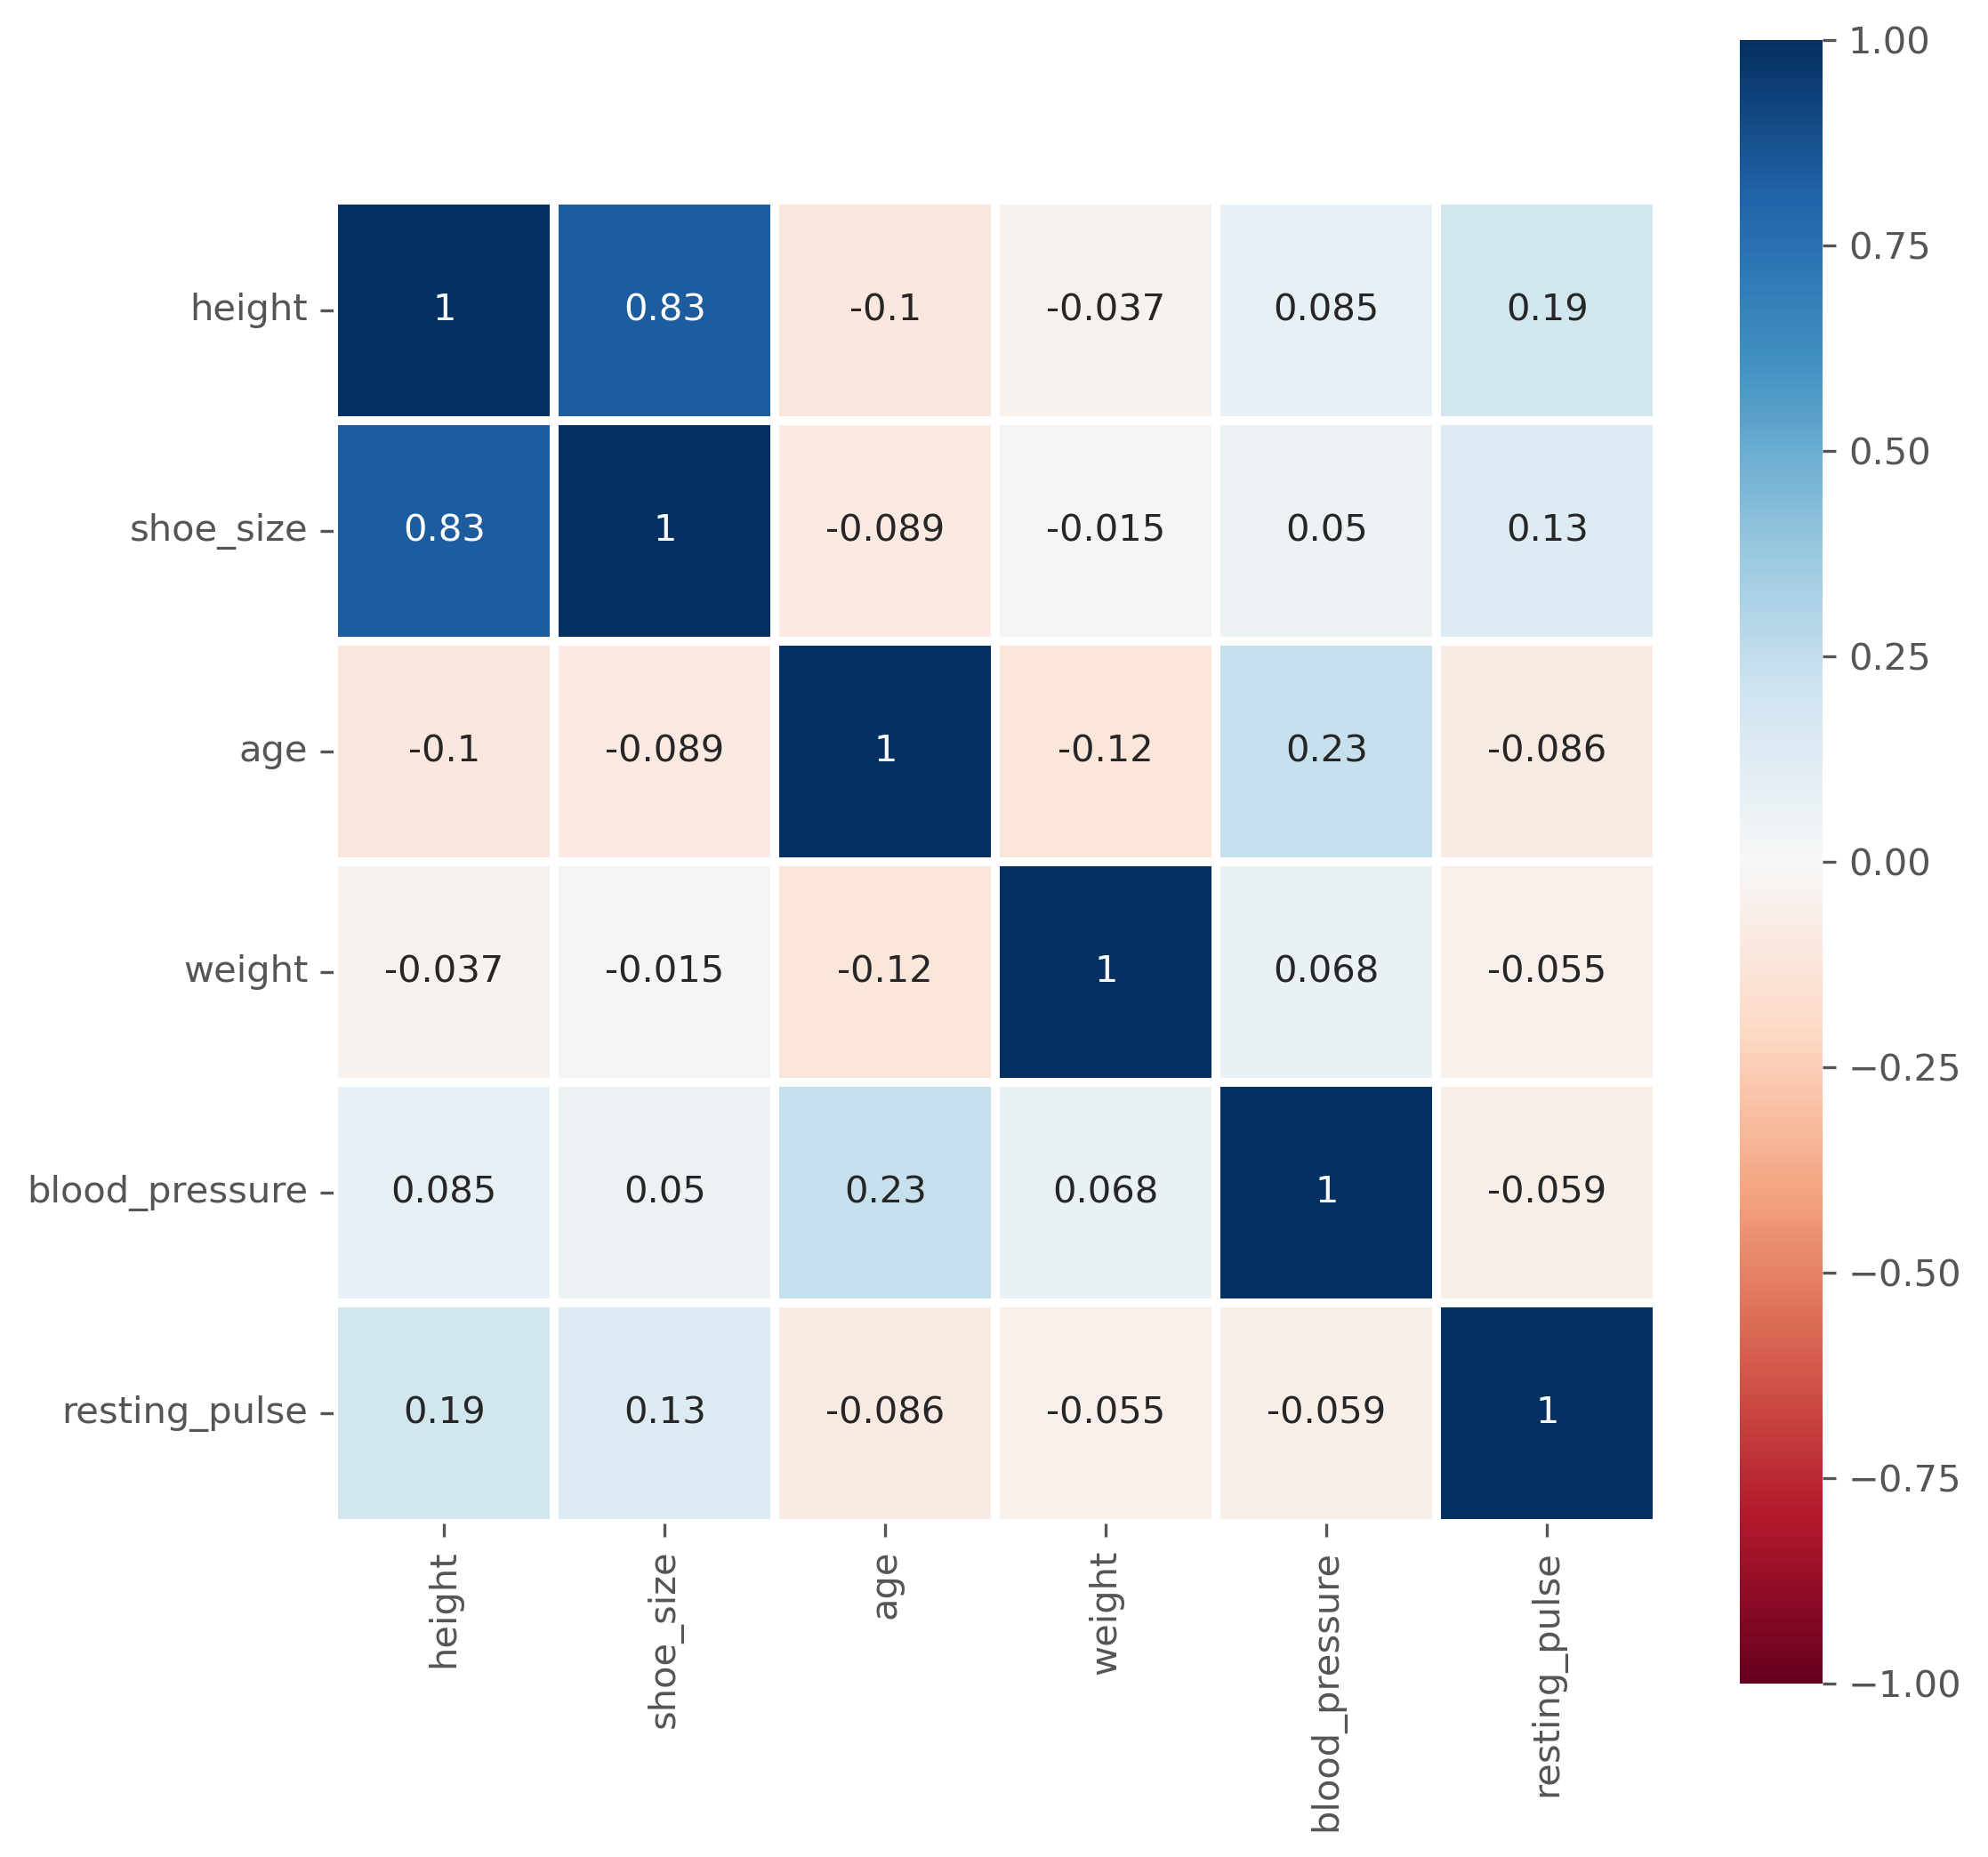 height 1 0.83 -0.1 -0.037 0.085 0.19
shoe_size 0.83 1 -0.089 -0.015 0.05 0.13
age -0.1 -0.089 1 -0.12 0.23 -0.086
weight -0.037 -0.015 -0.12 1 0.068 -0.055
blood_pressure 0.085 0.05 0.23 0.068 1 -0.059
resting_pulse 0.19 0.13 -0.086 -0.055 -0.059 1
height
shoe_size
age
weight
blood_pressure
resting_pulse
1.00
0.75
0.50
0.25
0.00
−0.25
−0.50
−0.75
−1.00